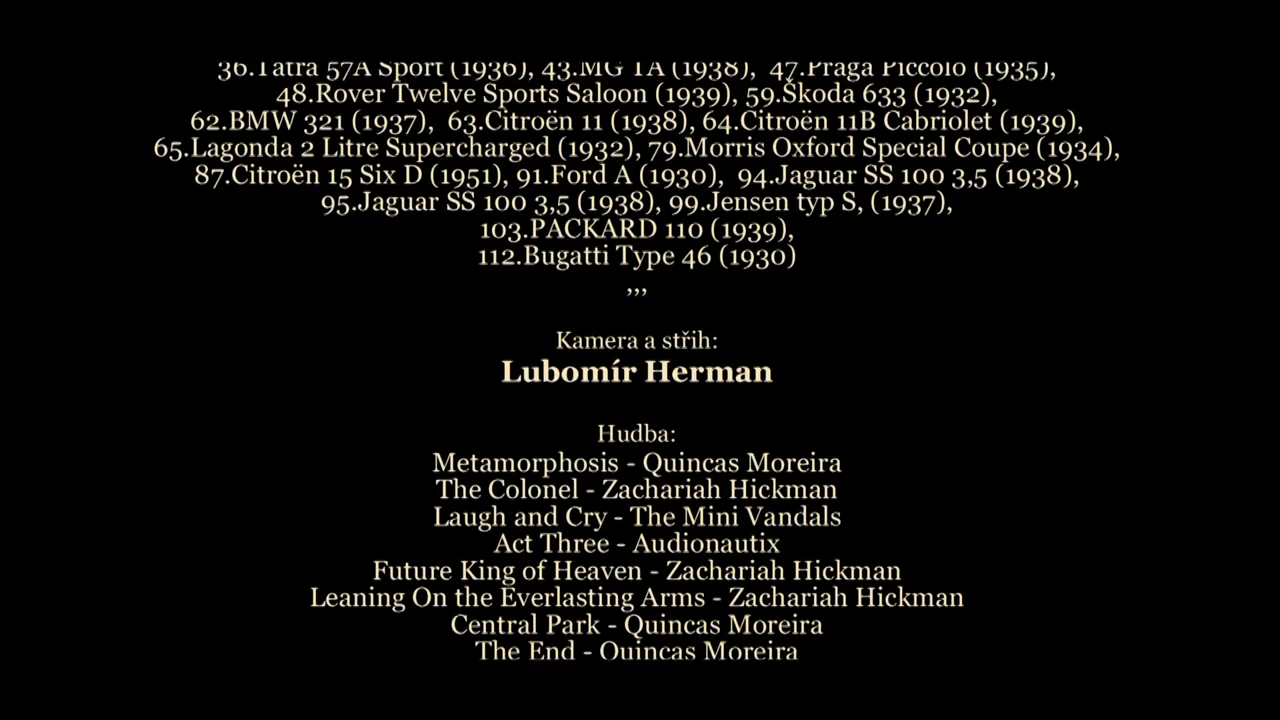 36.Tatra 57A Sport (1936), 43.MG TA (1938), 47.Praga Piccolo (1935),
48.Rover Twelve Sports Saloon (1939), 59.Škoda 633 (1932),
62.BMW 321 (1937), 63.Citroën 11 (1938), 64.Citroën 11B Cabriolet (1939),
65.Lagonda 2 Litre Supercharged (1932), 79.Morris Oxford Special Coupe (1934),
87.Citroën 15 Six D (1951), 91.Ford A (1930), 94.Jaguar SS 100 3,5 (1938),
95.Jaguar SS 100 3,5 (1938), 99.Jensen typ S, (1937),
103.PACKARD 110 (1939),
112.Bugatti Type 46 (1930)
,,,
Kamera a střih:
Lubomír Herman
Hudba:
Metamorphosis - Quincas Moreira
The Colonel - Zachariah Hickman
Laugh and Cry - The Mini Vandals
Act Three - Audionautix
Future King of Heaven - Zachariah Hickman
Leaning On the Everlasting Arms - Zachariah Hickman
Central Park - Quincas Moreira
The End - Quincas Moreira